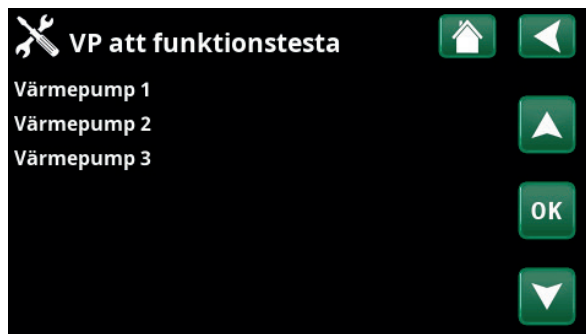 VP att funktionstesta
Värmepump 1
Värmepump 2
Värmepump 3
OK